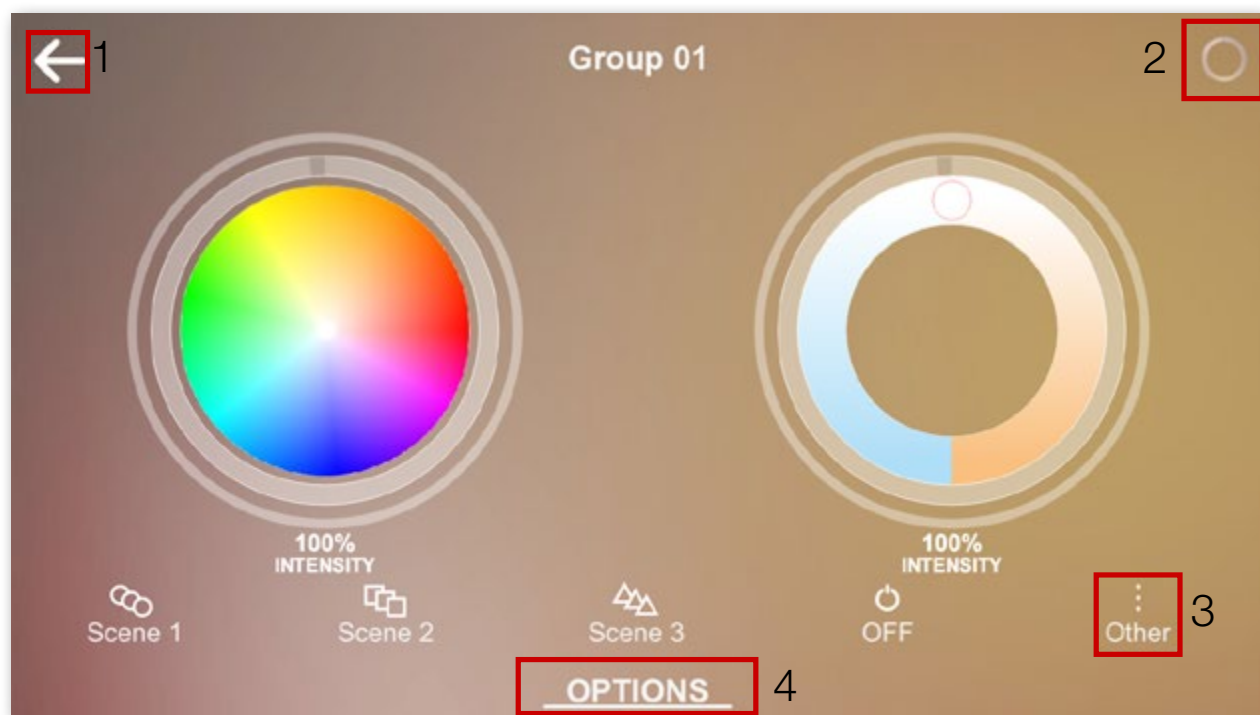 1
Group 01
2
100%
INTENSITY
100%
INTENSITY
Scene 1
Scene 2
Scene 3
OFF
Other
3
OPTIONS
4